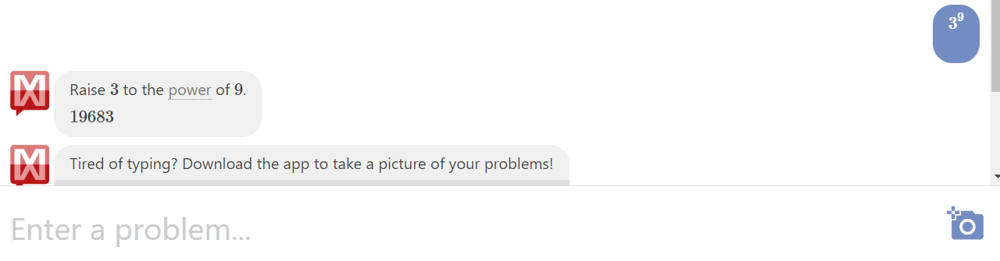 3⁹
Raise 3 to the power of 9.
19683
Tired of typing? Download the app to take a picture of your problems!
Enter a problem...